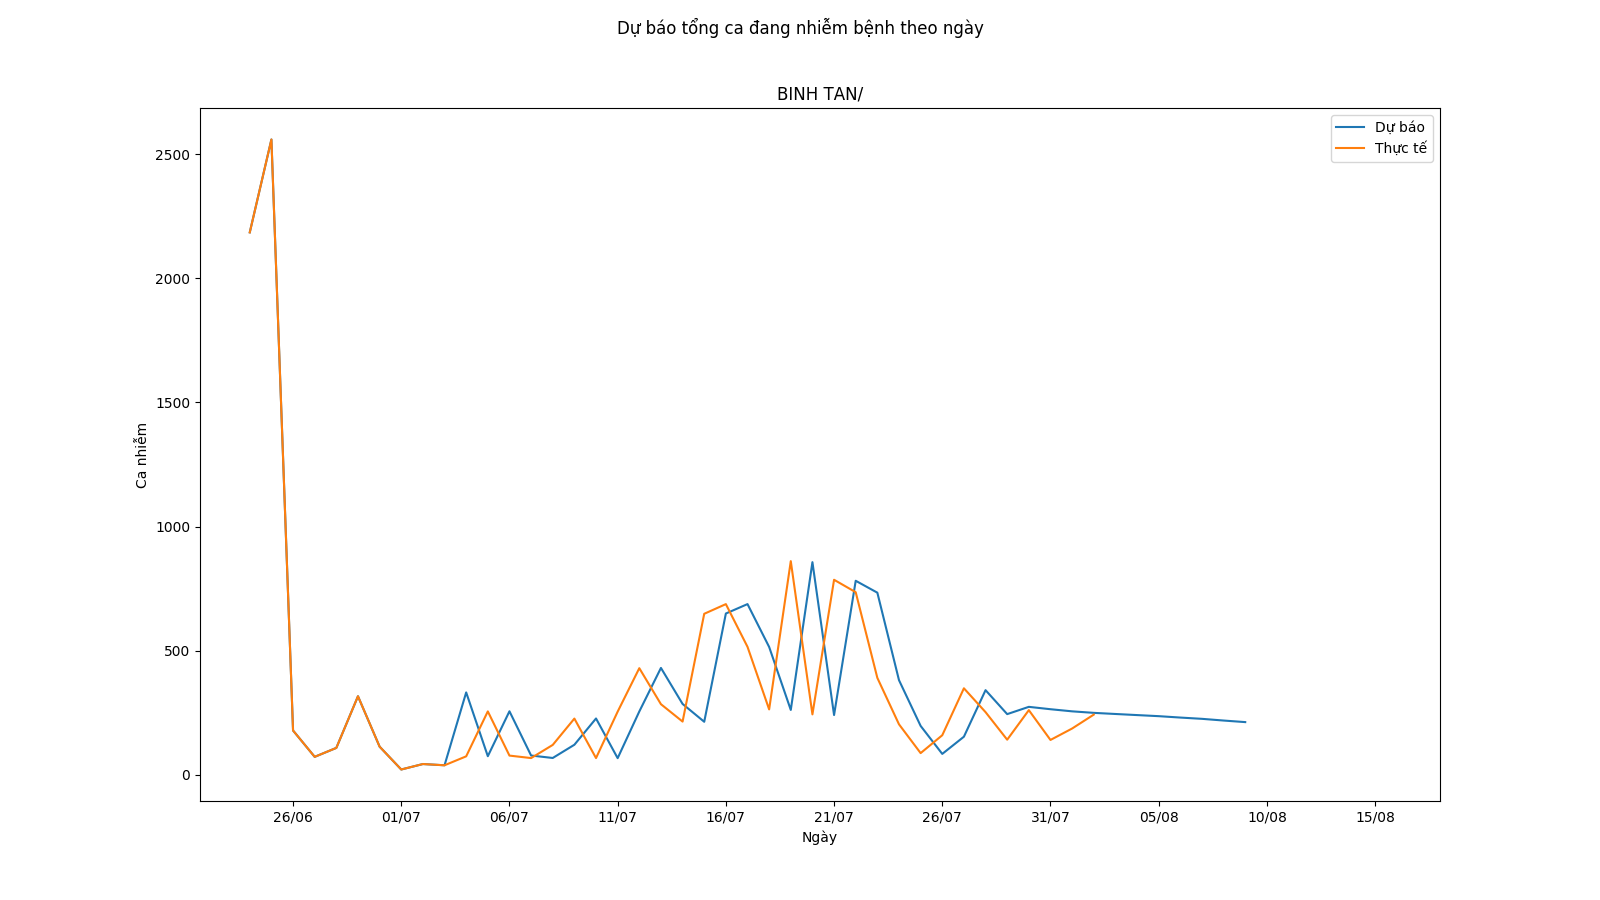 Dự báo tổng ca đang nhiễm bệnh theo ngày
BINH TAN/
Dự báo
Thực tế
2500
2000
1500
1000
500
0
Ca nhiễm
26/06 01/07 06/07 11/07 16/07 21/07 26/07 31/07 05/08 10/08 15/08
Ngày